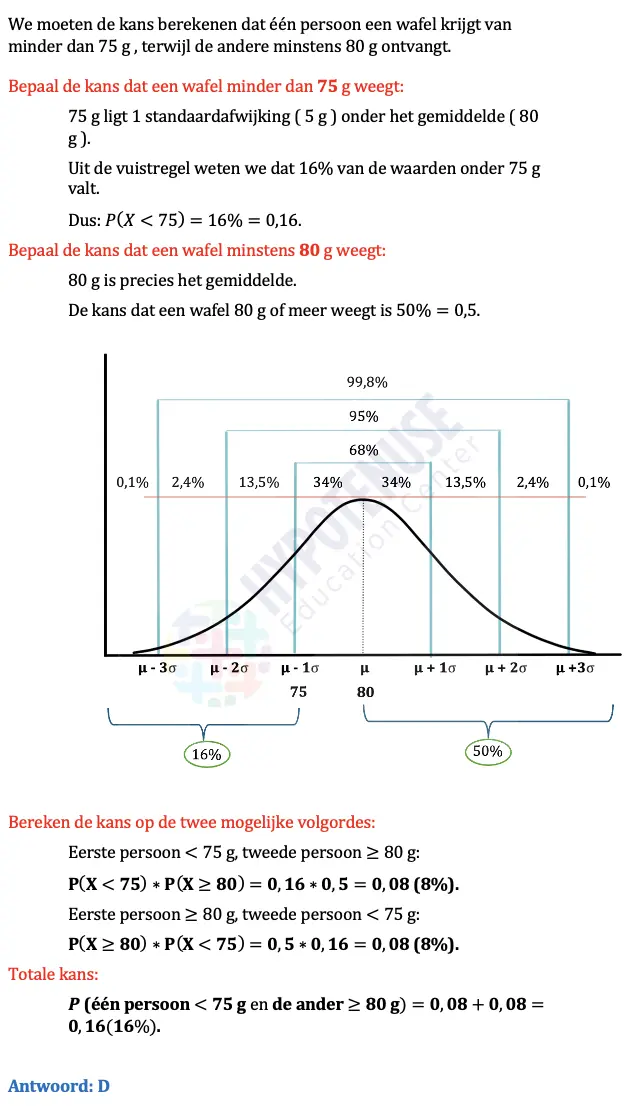 We moeten de kans berekenen dat één persoon een wafel krijgt van
minder dan 75 g , terwijl de andere minstens 80 g ontvangt.
Bepaal de kans dat een wafel minder dan 75 g weegt:
75 g ligt 1 standaardafwijking ( 5 g ) onder het gemiddelde ( 80
g ).
Uit de vuistregel weten we dat 16% van de waarden onder 75 g
valt.
Dus: P(X < 75) = 16% = 0,16.
Bepaal de kans dat een wafel minstens 80 g weegt:
80 g is precies het gemiddelde.
De kans dat een wafel 80 g of meer weegt is 50% = 0,5.
99,8%
95%
68%
0,1% 2,4% 13,5% 34% 34% 13,5% 2,4% 0,1%
HYPOTENUSE
Education Center
μ - 3σ μ - 2σ μ - 1σ μ μ + 1σ μ + 2σ μ +3σ
75 80
16% 50%
Bereken de kans op de twee mogelijke volgordes:
Eerste persoon < 75 g, tweede persoon ≥ 80 g:
P(X < 75) ∗ P(X ≥ 80) = 0, 16 ∗ 0, 5 = 0, 08 (8%).
Eerste persoon ≥ 80 g, tweede persoon < 75 g:
P(X ≥ 80) ∗ P(X < 75) = 0, 5 ∗ 0, 16 = 0, 08 (8%).
Totale kans:
P (één persoon < 75 g en de ander ≥ 80 g) = 0, 08 + 0, 08 =
0, 16(16%).
Antwoord: D